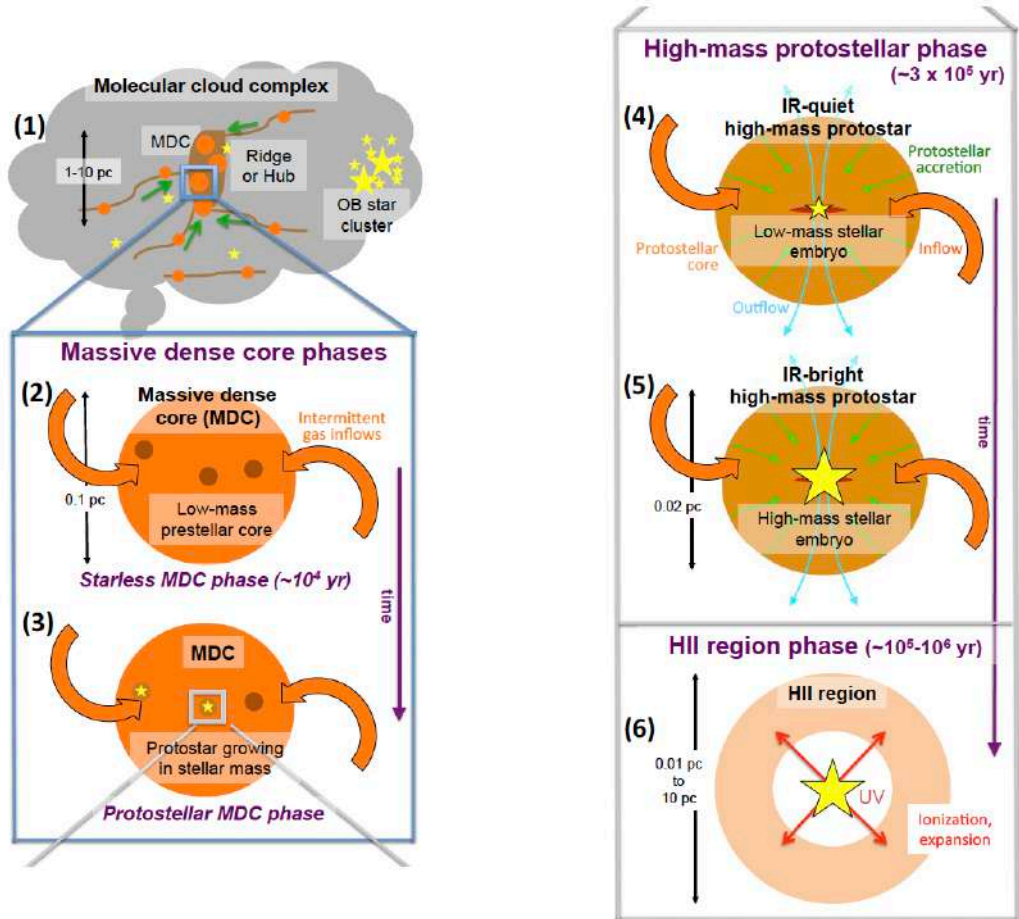 Molecular cloud complex
(1)
MDC
1-10 pc
Ridge
or Hub
OB star
cluster
Massive dense core phases
(2)
Massive dense
core (MDC)
Intermittent
gas inflows
0.1 pc
Low-mass
prestellar core
Starless MDC phase (~10⁴ yr)
time
(3)
MDC
Protostar growing
in stellar mass
Protostellar MDC phase
High-mass protostellar phase
(~3 x 10⁵ yr)
(4)
IR-quiet
high-mass protostar
Protostellar
accretion
Low-mass stellar
embryo
Protostellar
core
Inflow
Outflow
(5)
IR-bright
high-mass protostar
time
0.02 pc
High-mass stellar
embryo
HII region phase (~10⁵-10⁶ yr)
HII region
(6)
0.01 pc
to
10 pc
UV
Ionization,
expansion